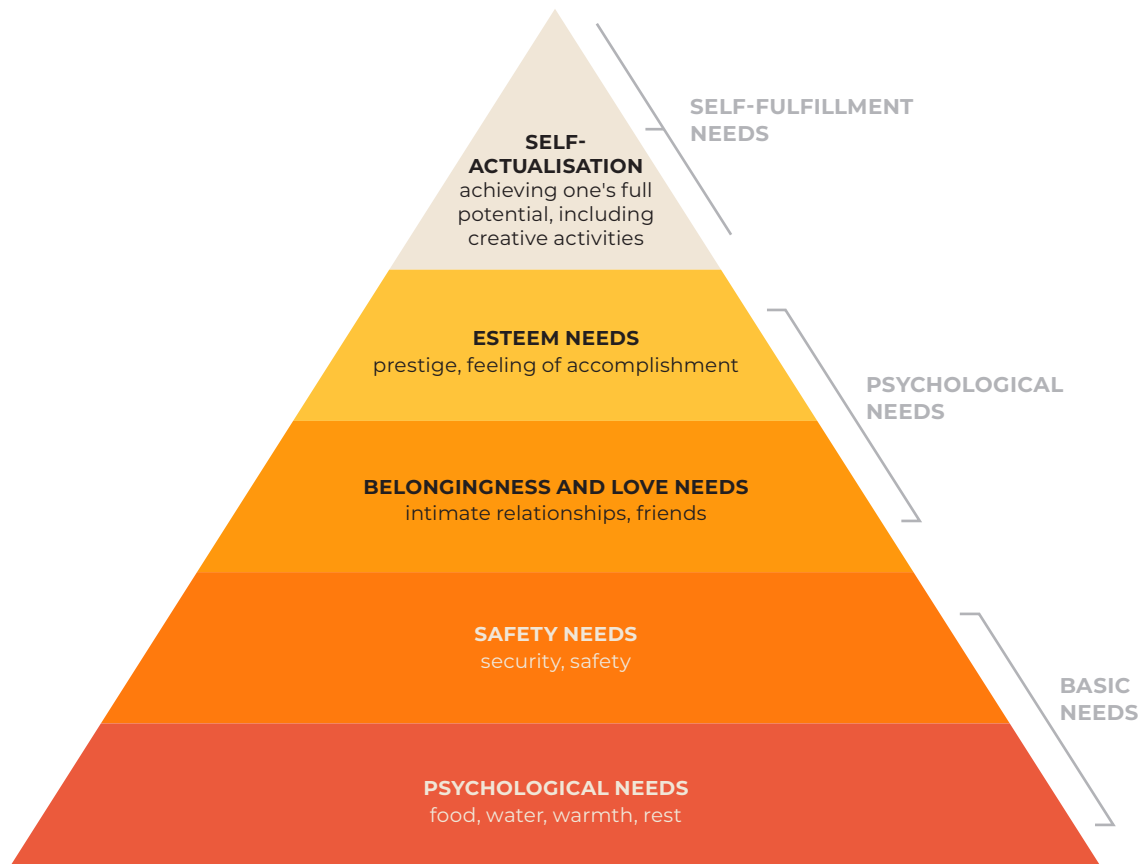 SELF-FULFILLMENT
NEEDS
SELF-
ACTUALISATION
achieving one's full
potential, including
creative activities
ESTEEM NEEDS
prestige, feeling of accomplishment
PSYCHOLOGICAL
NEEDS
BELONGINGNESS AND LOVE NEEDS
intimate relationships, friends
SAFETY NEEDS
security, safety
BASIC
NEEDS
PSYCHOLOGICAL NEEDS
food, water, warmth, rest